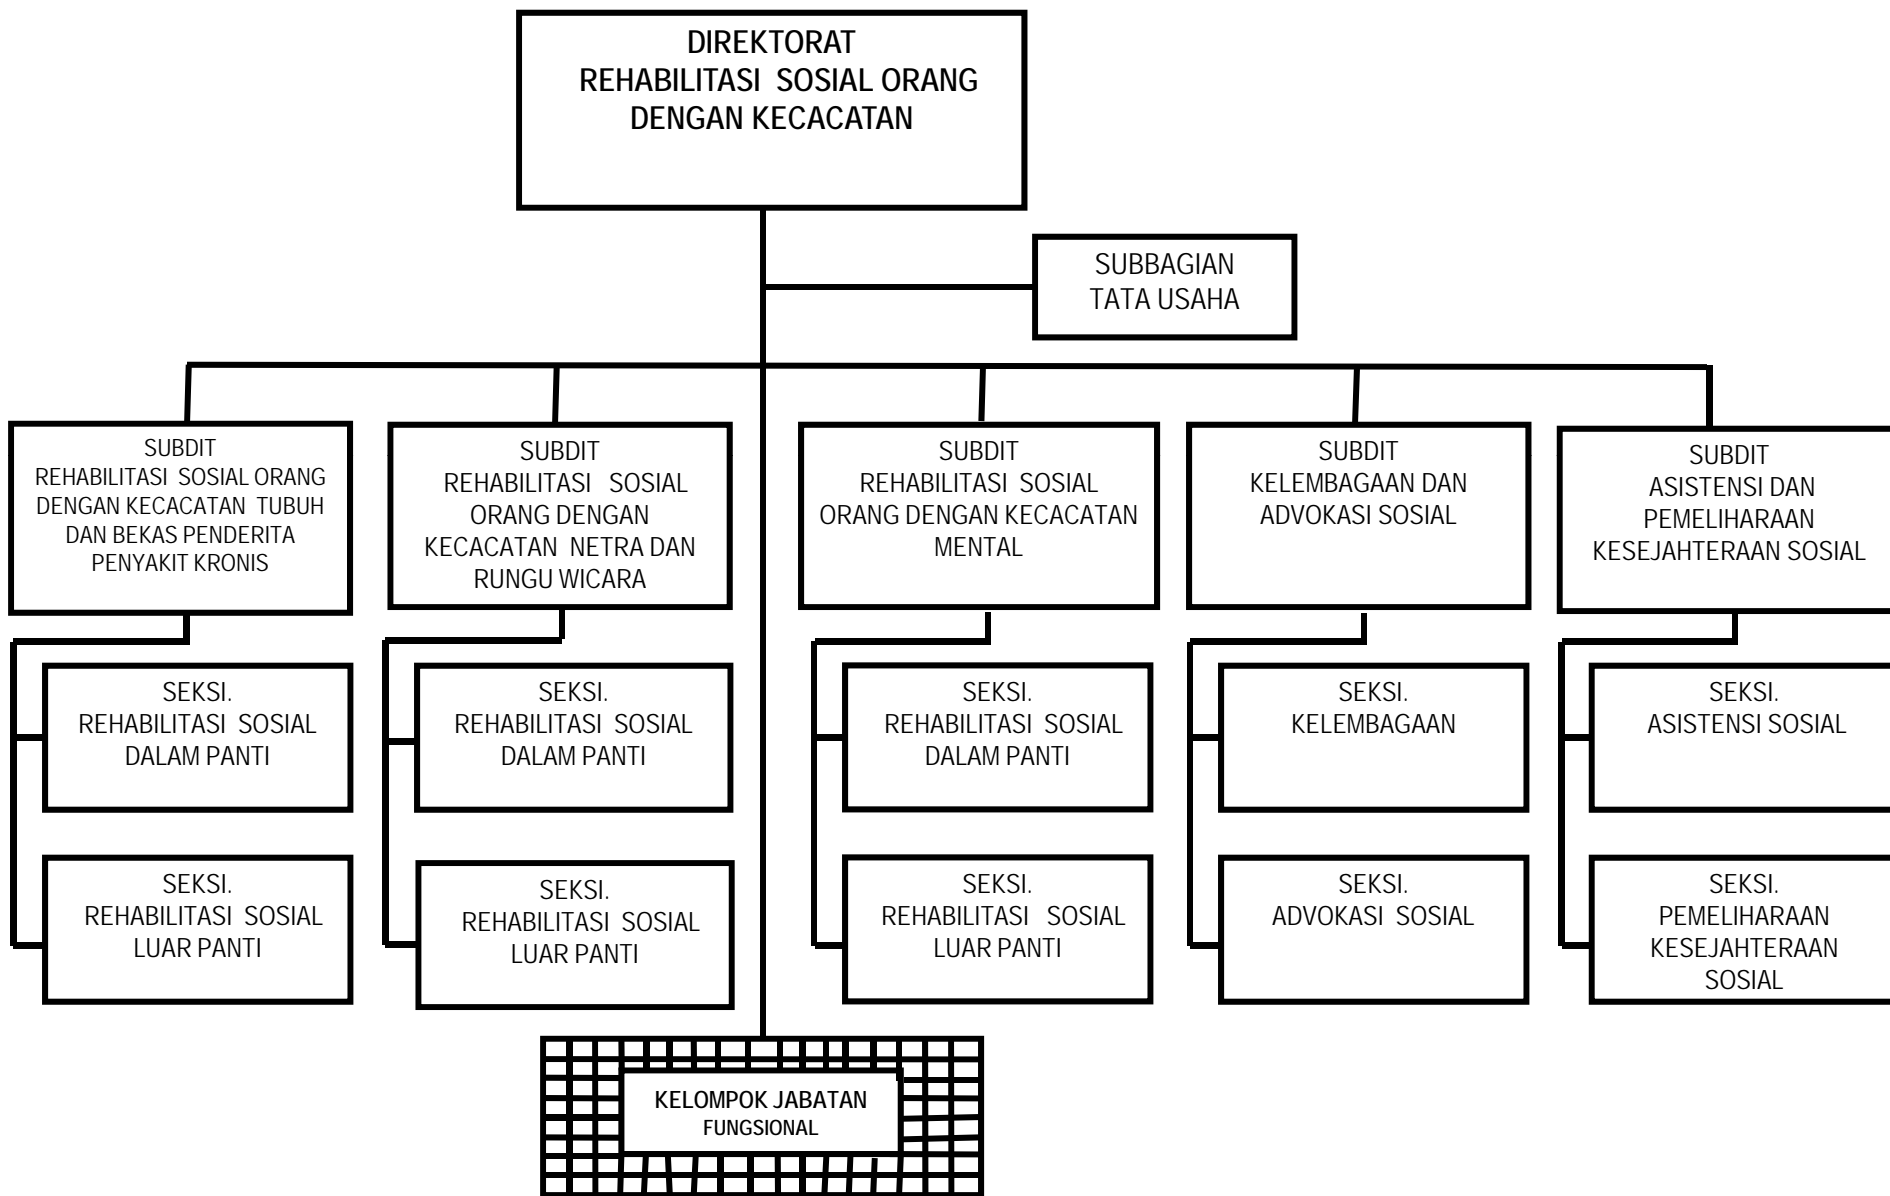 DIREKTORAT
REHABILITASI SOSIAL ORANG
DENGAN KECACATAN
SUBBAGIAN
TATA USAHA
SUBDIT
REHABILITASI SOSIAL ORANG
DENGAN KECACATAN TUBUH
DAN BEKAS PENDERITA
PENYAKIT KRONIS
SUBDIT
REHABILITASI SOSIAL
ORANG DENGAN
KECACATAN NETRA DAN
RUNGU WICARA
SUBDIT
REHABILITASI SOSIAL
ORANG DENGAN KECACATAN
MENTAL
SUBDIT
KELEMBAGAAN DAN
ADVOKASI SOSIAL
SUBDIT
ASISTENSI DAN
PEMELIHARAAN
KESEJAHTERAAN SOSIAL
SEKSI.
REHABILITASI SOSIAL
DALAM PANTI
SEKSI.
REHABILITASI SOSIAL
DALAM PANTI
SEKSI.
REHABILITASI SOSIAL
DALAM PANTI
SEKSI.
KELEMBAGAAN
SEKSI.
ASISTENSI SOSIAL
SEKSI.
REHABILITASI SOSIAL
LUAR PANTI
SEKSI.
REHABILITASI SOSIAL
LUAR PANTI
SEKSI.
REHABILITASI SOSIAL
LUAR PANTI
SEKSI.
ADVOKASI SOSIAL
SEKSI.
PEMELIHARAAN
KESEJAHTERAAN
SOSIAL
KELOMPOK JABATAN
FUNGSIONAL